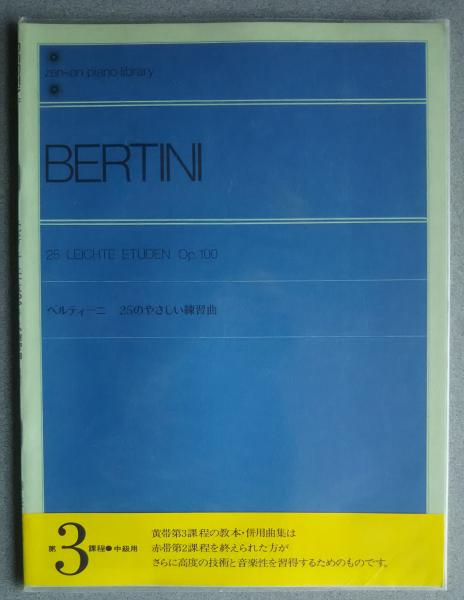 zen-on piano library
BERTINI
25 LEICHTE ETÜDEN Op.100
ベルティーニ 25のやさしい練習曲
第3課程●中級用
黄帯第3課程の教本・併用曲集は
赤帯第2課程を終えられた方が
さらに高度の技術と音楽性を習得するためのものです。